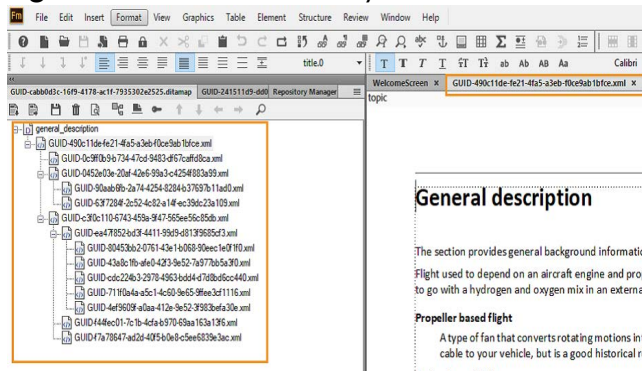 Fm File Edit Insert Format View Graphics Table Element Structure Review Window Help
title.0 T T T T ab Ab AB Aa Calibri
GUID-cabb0d3c-16f9-4178-ac1f-7935302e2525.ditamap GUID-241511d9-dd0 Repository Manager
WelcomeScreen × GUID-490c11de-fe21-4fa5-a3eb-f0ce9ab1bfce.xml ×
topic
general_description
GUID-490c11de-fe21-4fa5-a3eb-f0ce9ab1bfce.xml
GUID-0c9ff0b9-b734-47cd-9483-df67caffd8ca.xml
GUID-0452e03e-20af-42e6-89a3-c4254f883a99.xml
GUID-90aab6fb-2a74-4254-8284-b37697b11ad0.xml
GUID-63f7284f-2c52-4c82-a14f-ec39dc23a109.xml
GUID-c3f0c110-6743-459a-9f47-565ee56c85db.xml
GUID-ea47f852-bd3f-4411-99d9-d813f9685cf3.xml
GUID-80453bb2-0761-43e1-b068-90eec1e0f1f0.xml
GUID-43a8c1fb-afe0-42f3-9e52-7a977bb5a3f0.xml
GUID-cdc224b3-2978-4963-bdd4-d7d8bd6cc440.xml
GUID-711f0a4a-a5c1-4c60-9e65-9ffee3cf1116.xml
GUID-4ef9609f-a0aa-412e-9e52-3f983befa30e.xml
GUID-f44fec01-7c1b-4cfa-b970-69aa163a13f6.xml
GUID-f7a78647-ad2d-40f5-b0e8-c5ee6839e3ac.xml
General description
The section provides general background informatio
Flight used to depend on an aircraft engine and pro
to go with a hydrogen and oxygen mix in an externa
Propeller based flight
A type of fan that converts rotating motions in
cable to your vehicle, but is a good historical r